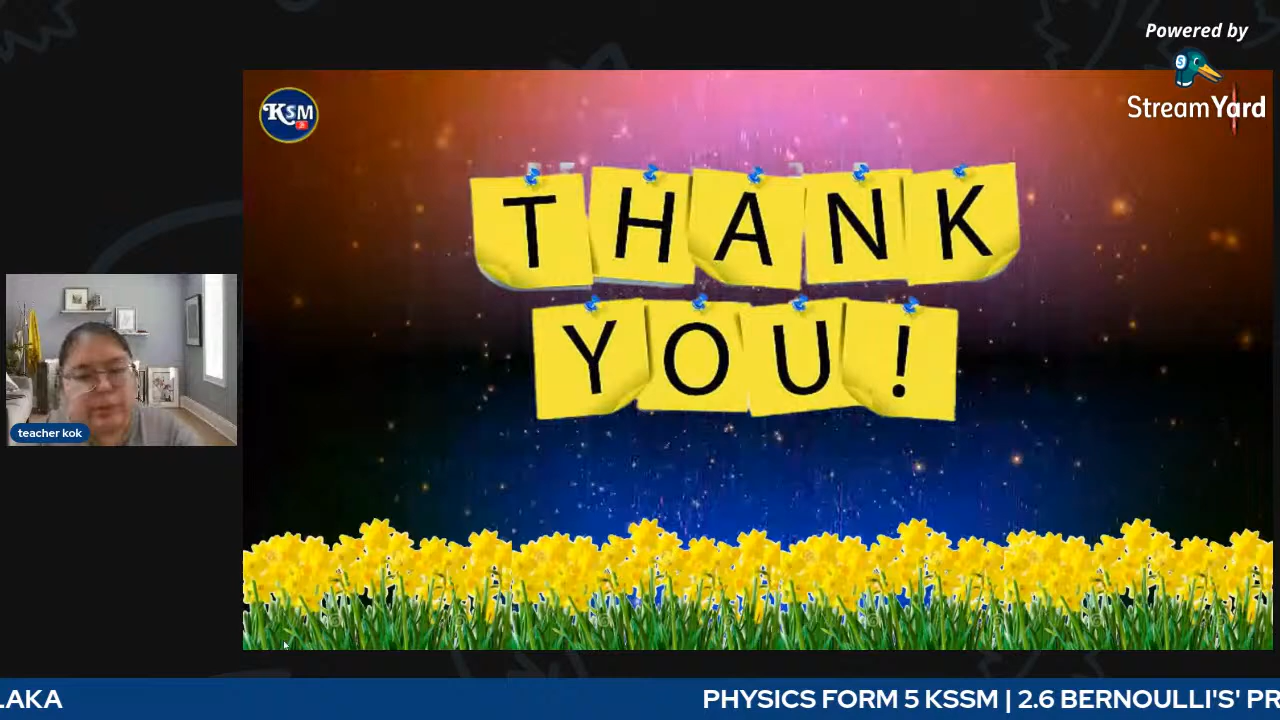 Powered by
StreamYard
KSM
THANK
YOU!
teacher kok
LAKA
PHYSICS FORM 5 KSSM | 2.6 BERNOULLI'S' PR